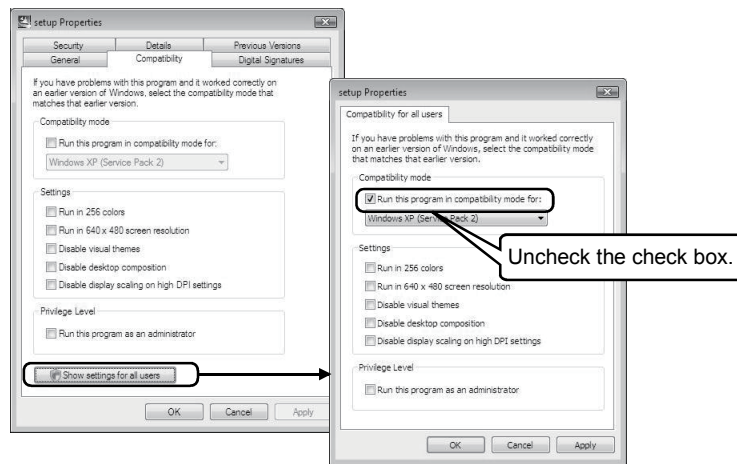 setup Properties
Security Details Previous Versions
General Compatibility Digital Signatures
If you have problems with this program and it worked correctly on
an earlier version of Windows, select the compatibility mode that
matches that earlier version.
Compatibility mode
Run this program in compatibility mode for:
Windows XP (Service Pack 2)
Settings
Run in 256 colors
Run in 640 x 480 screen resolution
Disable visual themes
Disable desktop composition
Disable display scaling on high DPI settings
Privilege Level
Run this program as an administrator
Show settings for all users
OK Cancel Apply
setup Properties
Compatibility for all users
If you have problems with this program and it worked correctly
on an earlier version of Windows, select the compatibility mode
that matches that earlier version.
Compatibility mode
Run this program in compatibility mode for:
Windows XP (Service Pack 2)
Uncheck the check box.
Settings
Run in 256 colors
Run in 640 x 480 screen resolution
Disable visual themes
Disable desktop composition
Disable display scaling on high DPI settings
Privilege Level
Run this program as an administrator
OK Cancel Apply